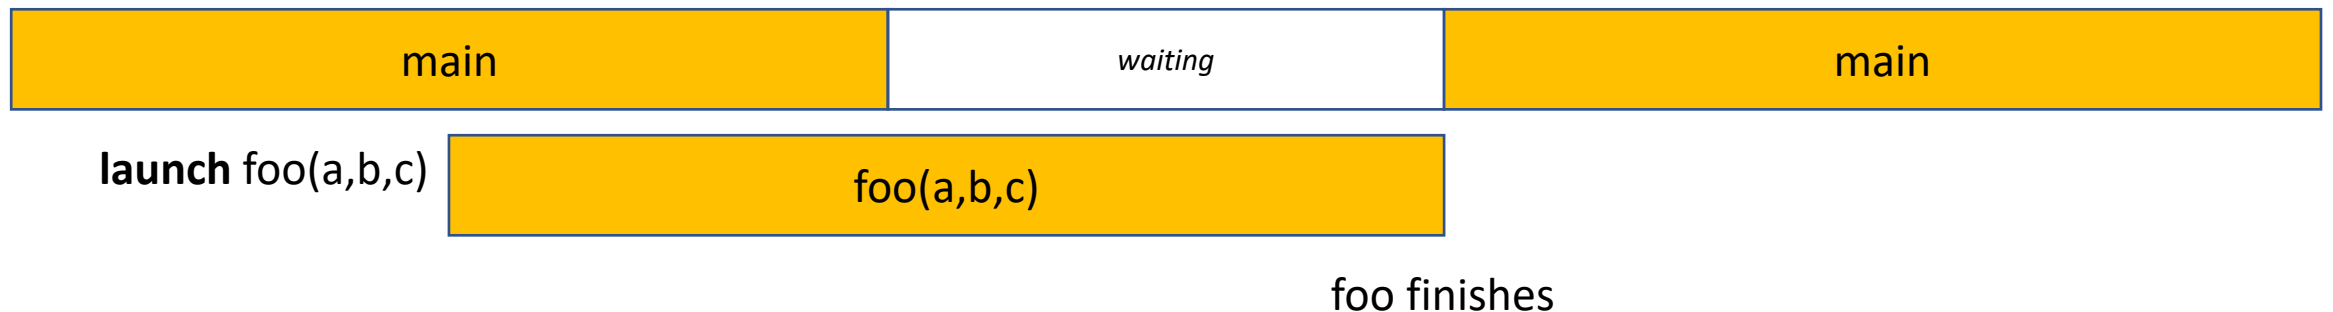 main
waiting
main
launch foo(a,b,c)
foo(a,b,c)
foo finishes